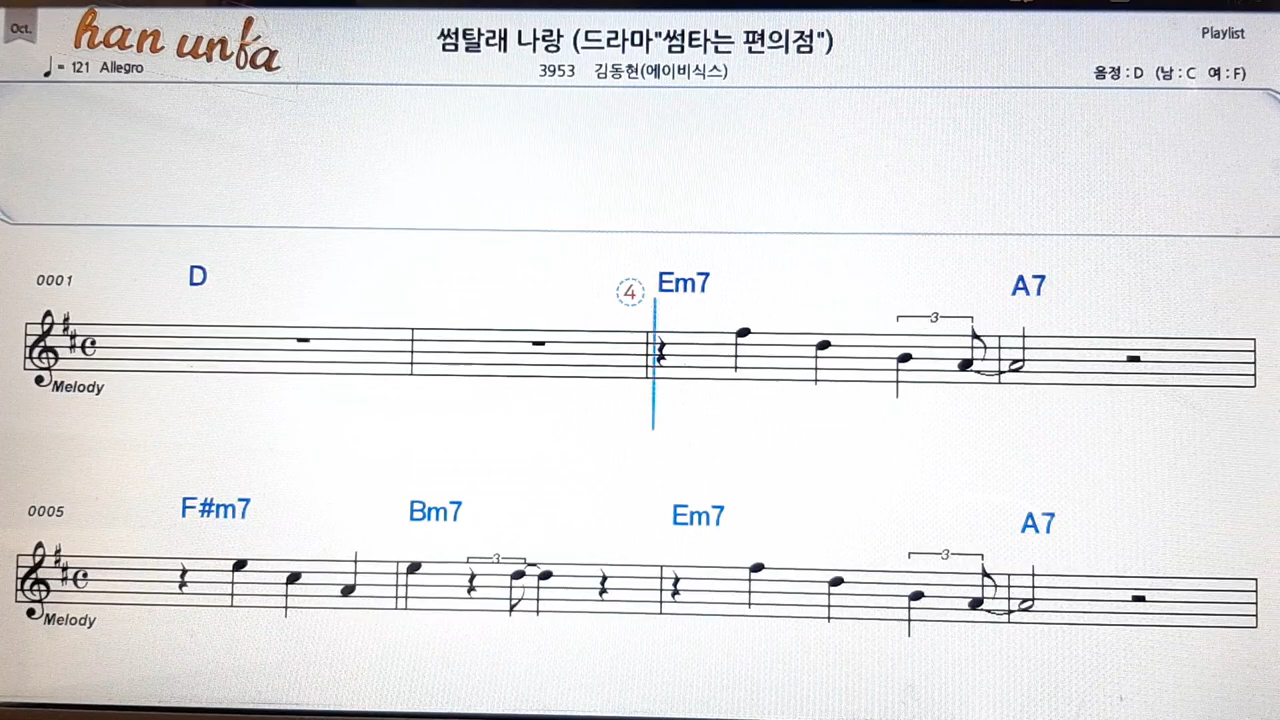 Oct.
han unfa
썸탈래 나랑 (드라마"썸타는 편의점")
Playlist
♩= 121 Allegro
3953 김동현(에이비식스)
음정 : D (남 : C 여 : F)
0001 D ④ Em7 A7
3
Melody
0005 F#m7 Bm7 Em7 A7
3 3
Melody